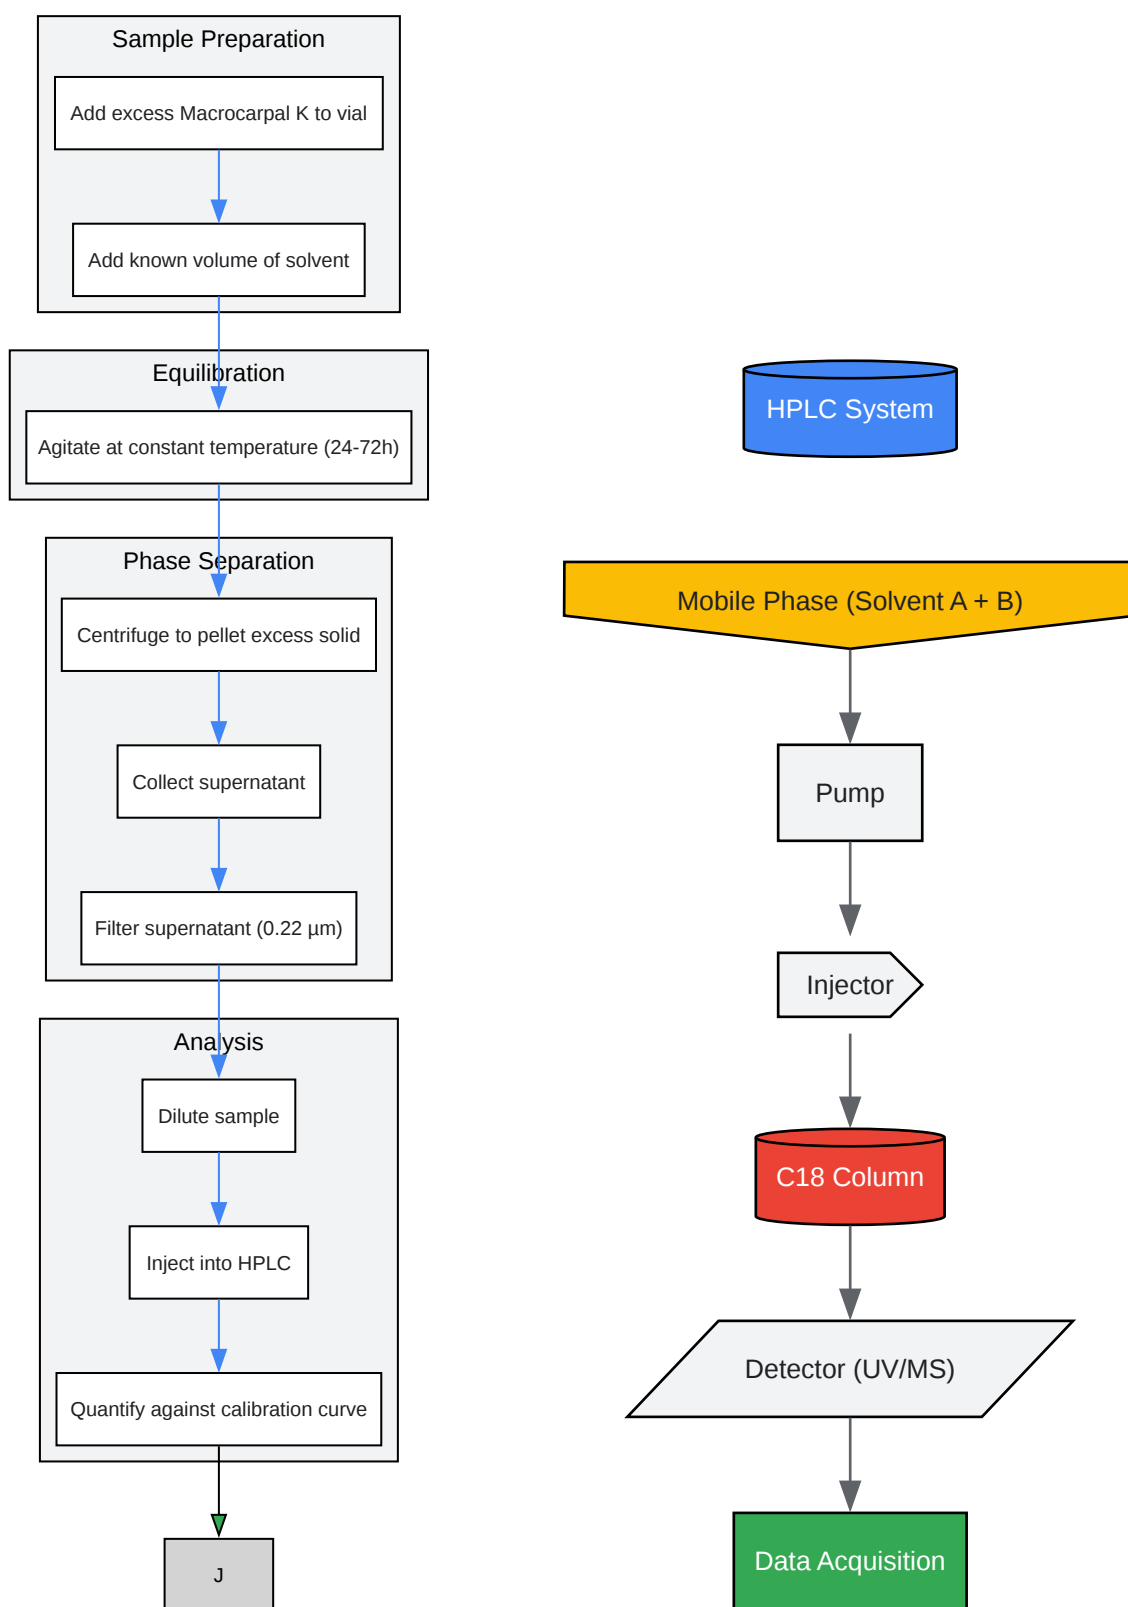 Sample Preparation
Add excess Macrocarpal K to vial
Add known volume of solvent
Equilibration
Agitate at constant temperature (24-72h)
Phase Separation
Centrifuge to pellet excess solid
Collect supernatant
Filter supernatant (0.22 µm)
Analysis
Dilute sample
Inject into HPLC
Quantify against calibration curve
J
HPLC System
Mobile Phase (Solvent A + B)
Pump
Injector
C18 Column
Detector (UV/MS)
Data Acquisition